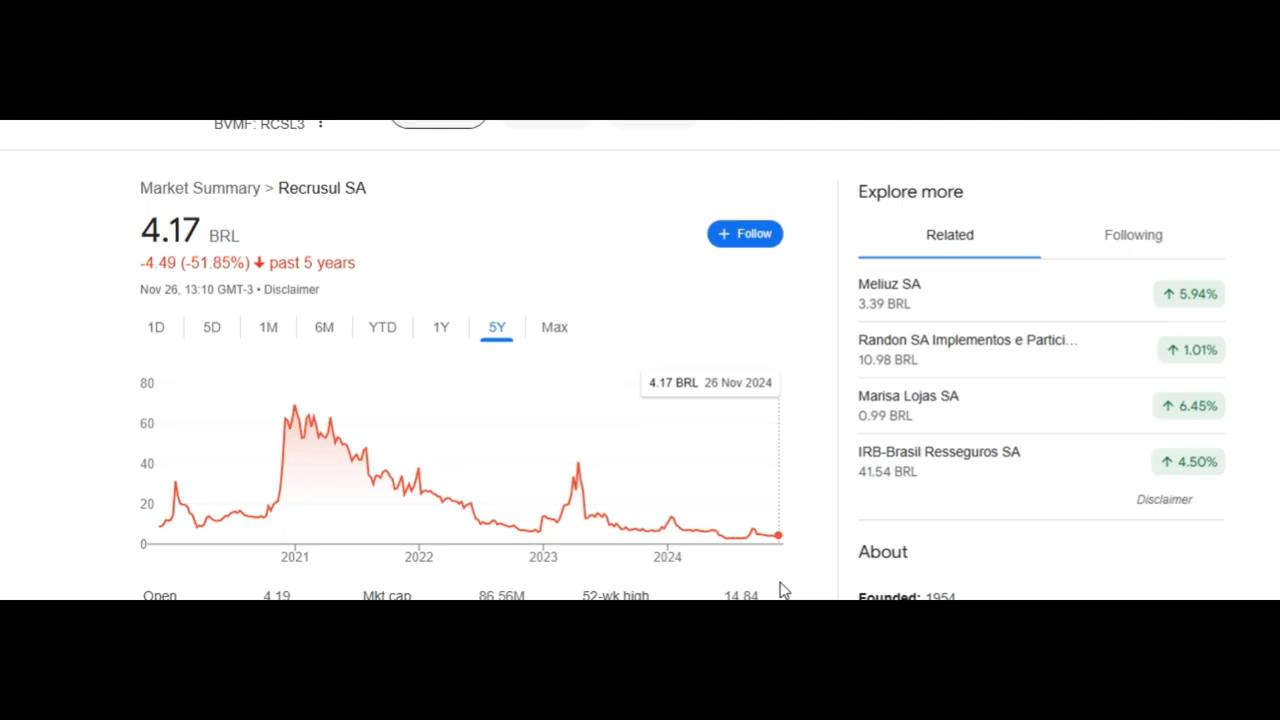 BVMF: RCSL3
Market Summary > Recrusul SA
4.17 BRL
+ Follow
-4.49 (-51.85%) ↓ past 5 years
Nov 26, 13:10 GMT-3 • Disclaimer
1D 5D 1M 6M YTD 1Y 5Y Max
4.17 BRL 26 Nov 2024
80
60
40
20
0
2021 2022 2023 2024
Open 4.19 Mkt cap 86.56M 52-wk high 14.84
Explore more
Related Following
Meliuz SA
3.39 BRL
↑ 5.94%
Randon SA Implementos e Partici...
10.98 BRL
↑ 1.01%
Marisa Lojas SA
0.99 BRL
↑ 6.45%
IRB-Brasil Resseguros SA
41.54 BRL
↑ 4.50%
Disclaimer
About
Founded: 1954